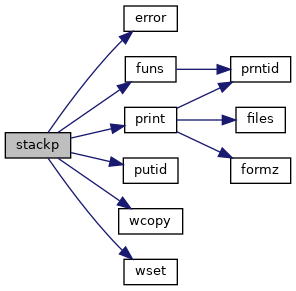 error
funs
prntid
print
files
stackp
putid
formz
wcopy
wset